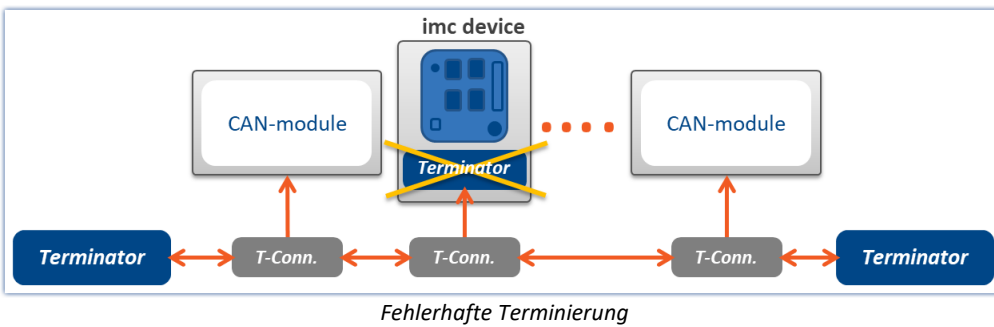 imc device
CAN-module
CAN-module
Terminator
Terminator
T-Conn.
T-Conn.
T-Conn.
Terminator
Fehlerhafte Terminierung